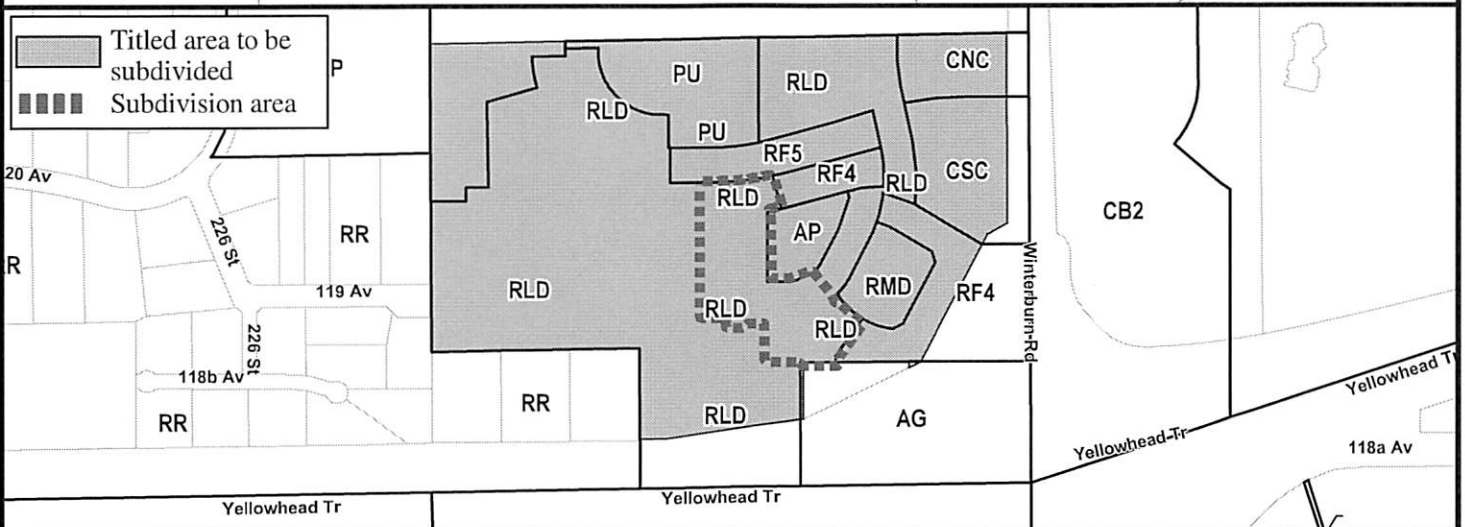 Titled area to be
subdivided
Subdivision area
P
CNC
PU
RLD
RLD
PU
RF5
RF4
CSC
20 Av
RLD
RLD
CB2
226 St
RR
AP
R
RMD
RF4
Winterburn-Rd
119 Av
RLD
RLD
RLD
226 St
118b Av
RR
RR
RLD
AG
Yellowhead Tr
Yellowhead Tr
118a Av
Yellowhead Tr
Yellowhead Tr